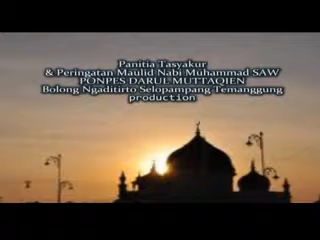 Panitia Tasyakur
& Peringatan Maulid Nabi Muhammad SAW
PONPES DARUL MUTTAQIEN
Bolong Ngaditirto Selopampang Temanggung
production